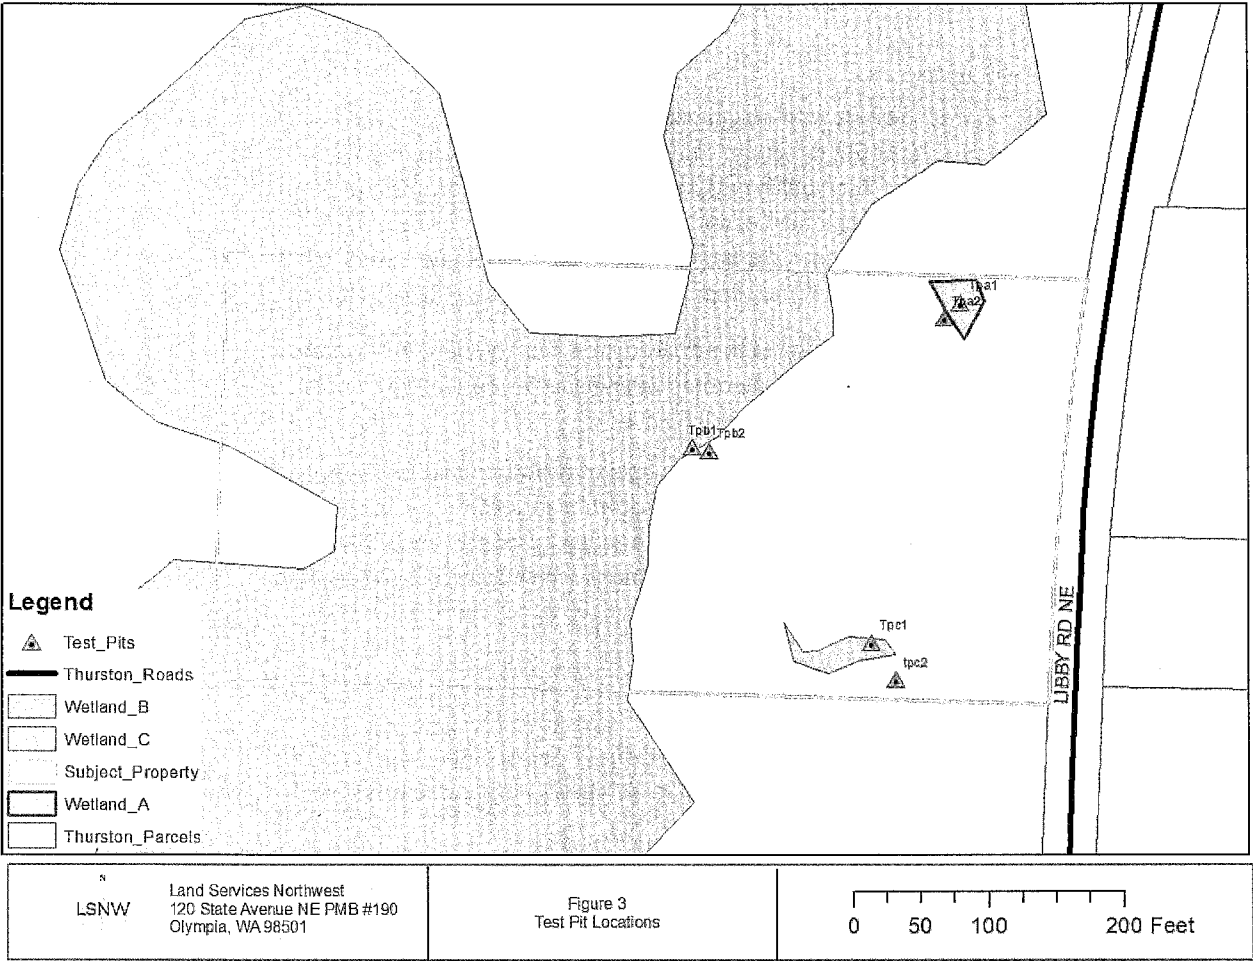 Tpa1
Tpa2
Tpb1
Tpb2
Tpc1
tpc2
LIBBY RD NE
Legend
Test_Pits
Thurston_Roads
Wetland_B
Wetland_C
Subject_Property
Wetland_A
Thurston_Parcels
N
LSNW
Land Services Northwest
120 State Avenue NE PMB #190
Olympia, WA 98501
Figure 3
Test Pit Locations
0 50 100 200 Feet